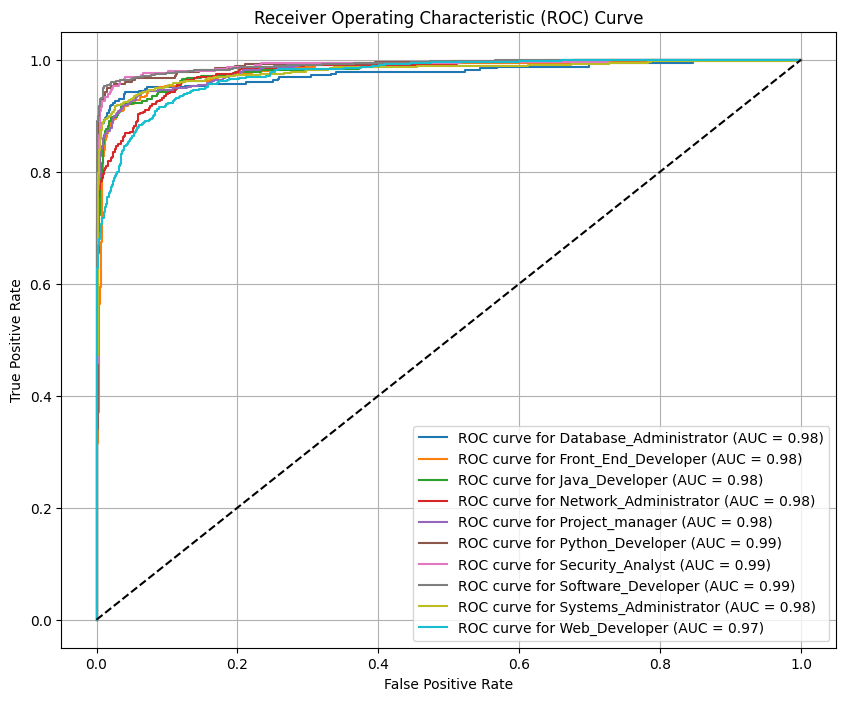 Receiver Operating Characteristic (ROC) Curve
1.0
0.8
0.6
0.4
0.2
0.0
True Positive Rate
ROC curve for Database_Administrator (AUC = 0.98)
ROC curve for Front_End_Developer (AUC = 0.98)
ROC curve for Java_Developer (AUC = 0.98)
ROC curve for Network_Administrator (AUC = 0.98)
ROC curve for Project_manager (AUC = 0.98)
ROC curve for Python_Developer (AUC = 0.99)
ROC curve for Security_Analyst (AUC = 0.99)
ROC curve for Software_Developer (AUC = 0.99)
ROC curve for Systems_Administrator (AUC = 0.98)
ROC curve for Web_Developer (AUC = 0.97)
0.0 0.2 0.4 0.6 0.8 1.0
False Positive Rate